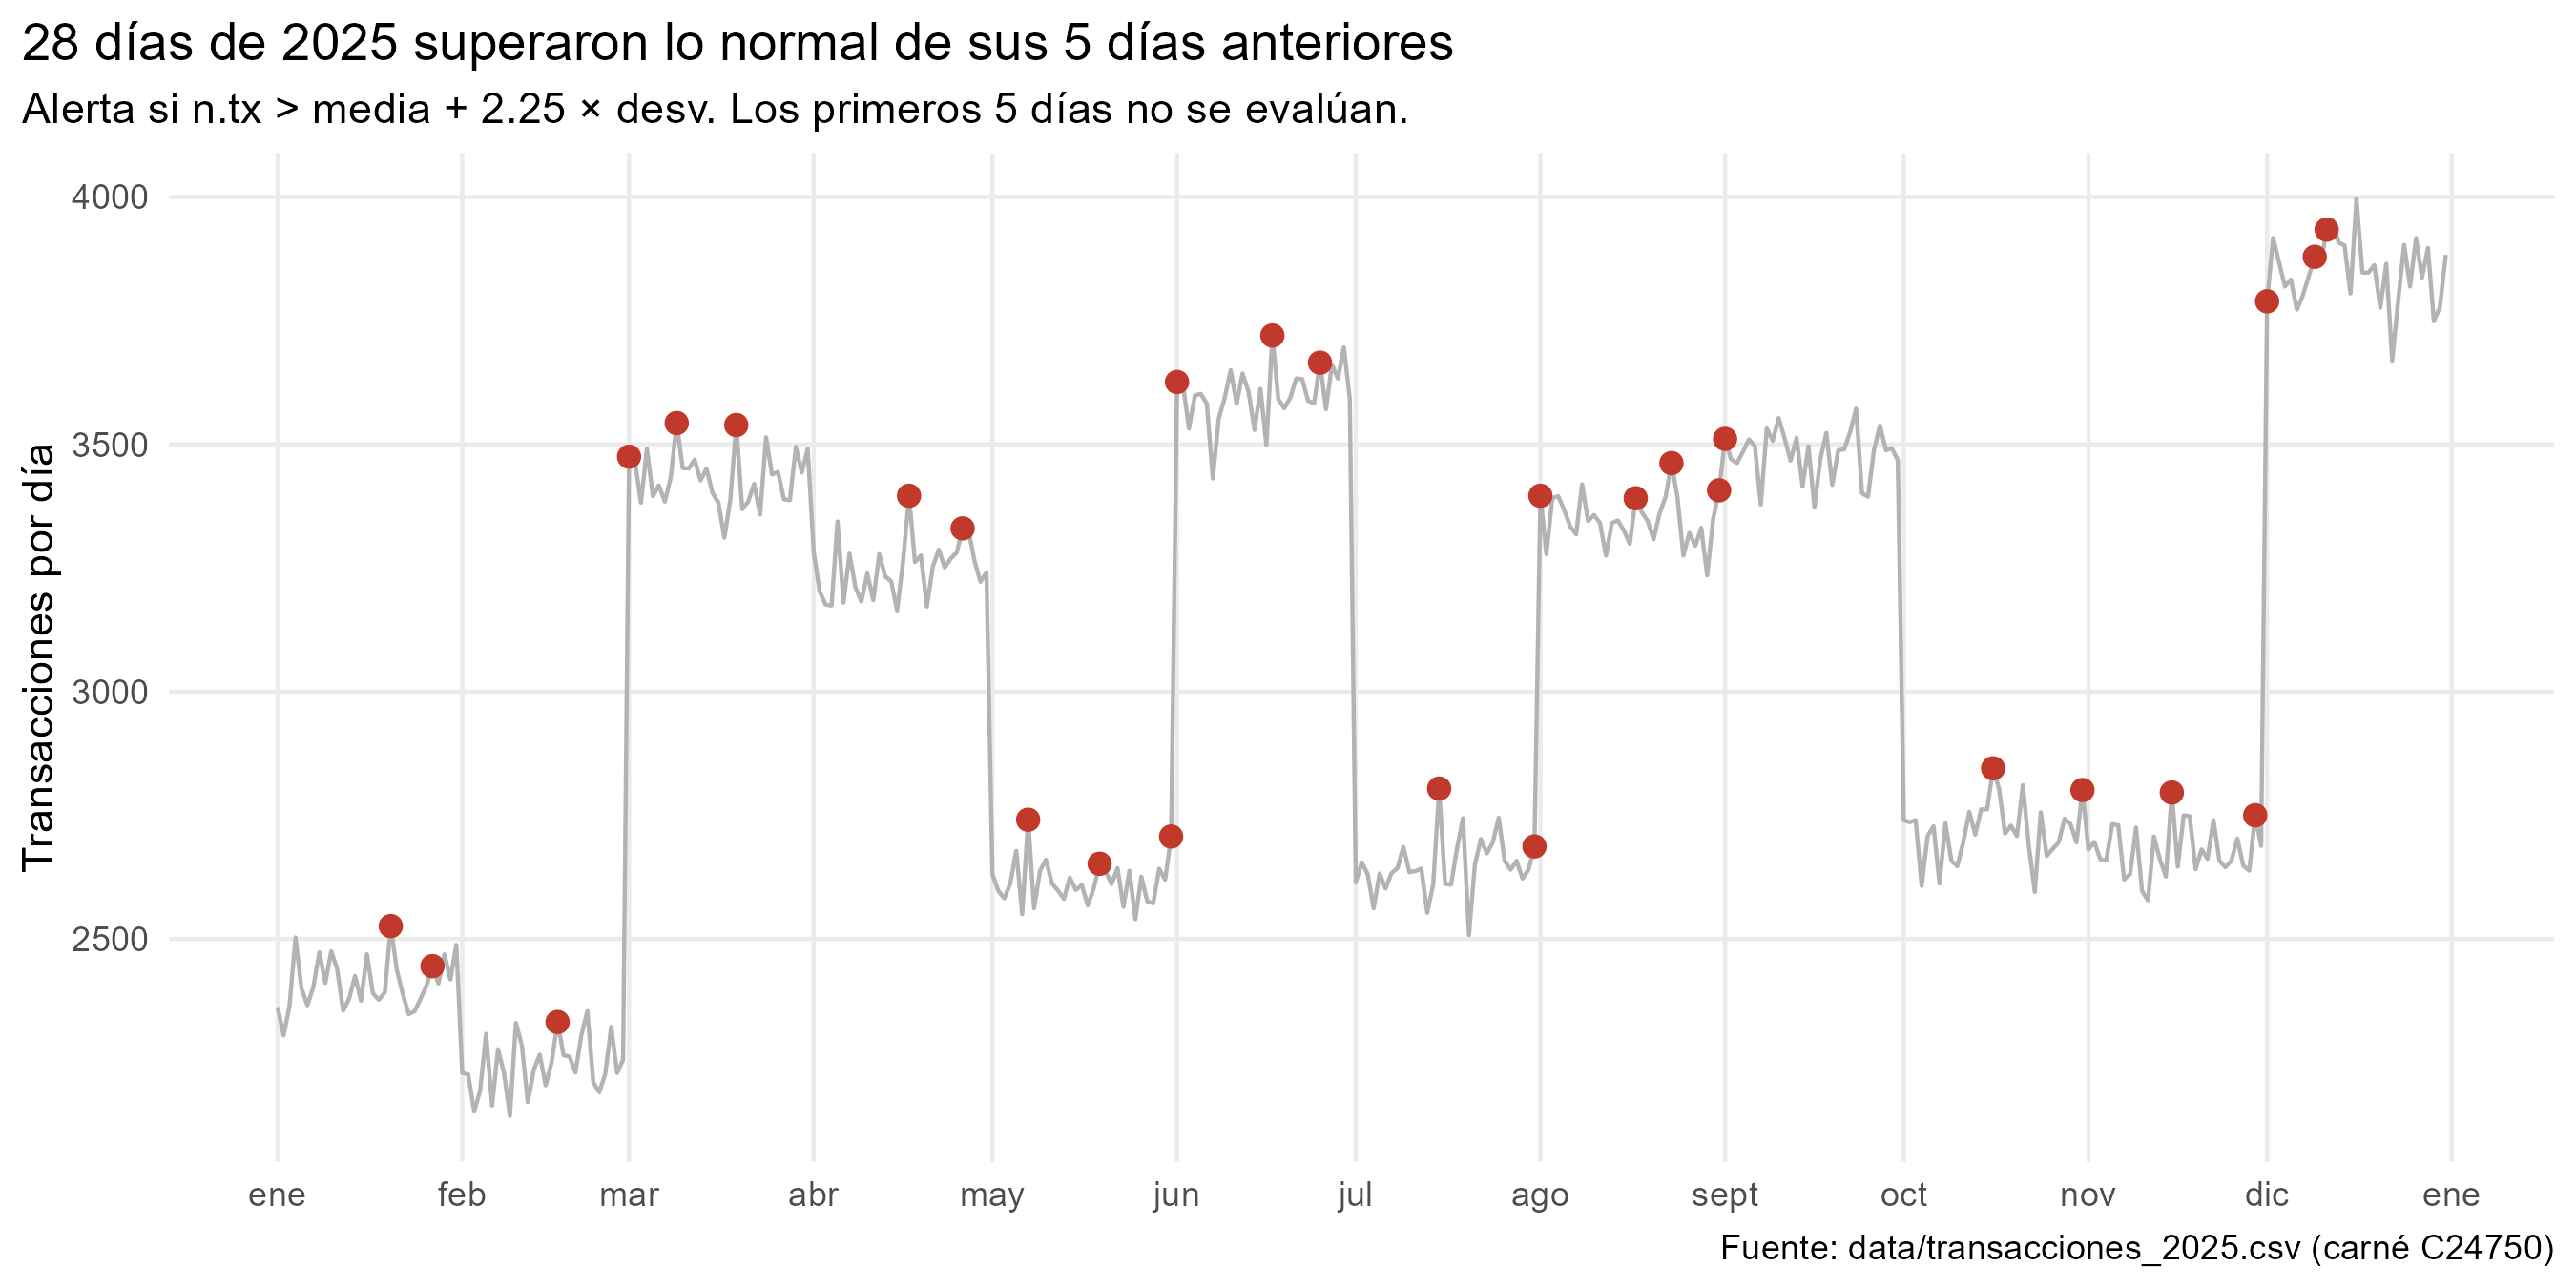 28 días de 2025 superaron lo normal de sus 5 días anteriores
Alerta si n.tx > media + 2.25 × desv. Los primeros 5 días no se evalúan.
Transacciones por día
4000
3500
3000
2500
ene feb mar abr may jun jul ago sept oct nov dic ene
Fuente: data/transacciones_2025.csv (carné C24750)